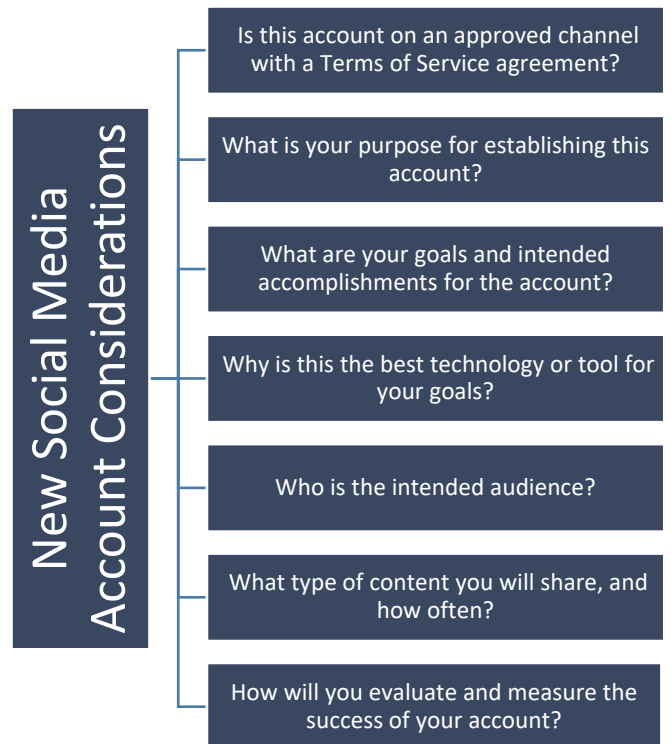 New Social Media
Account Considerations
Is this account on an approved channel
with a Terms of Service agreement?
What is your purpose for establishing this
account?
What are your goals and intended
accomplishments for the account?
Why is this the best technology or tool for
your goals?
Who is the intended audience?
What type of content you will share, and
how often?
How will you evaluate and measure the
success of your account?